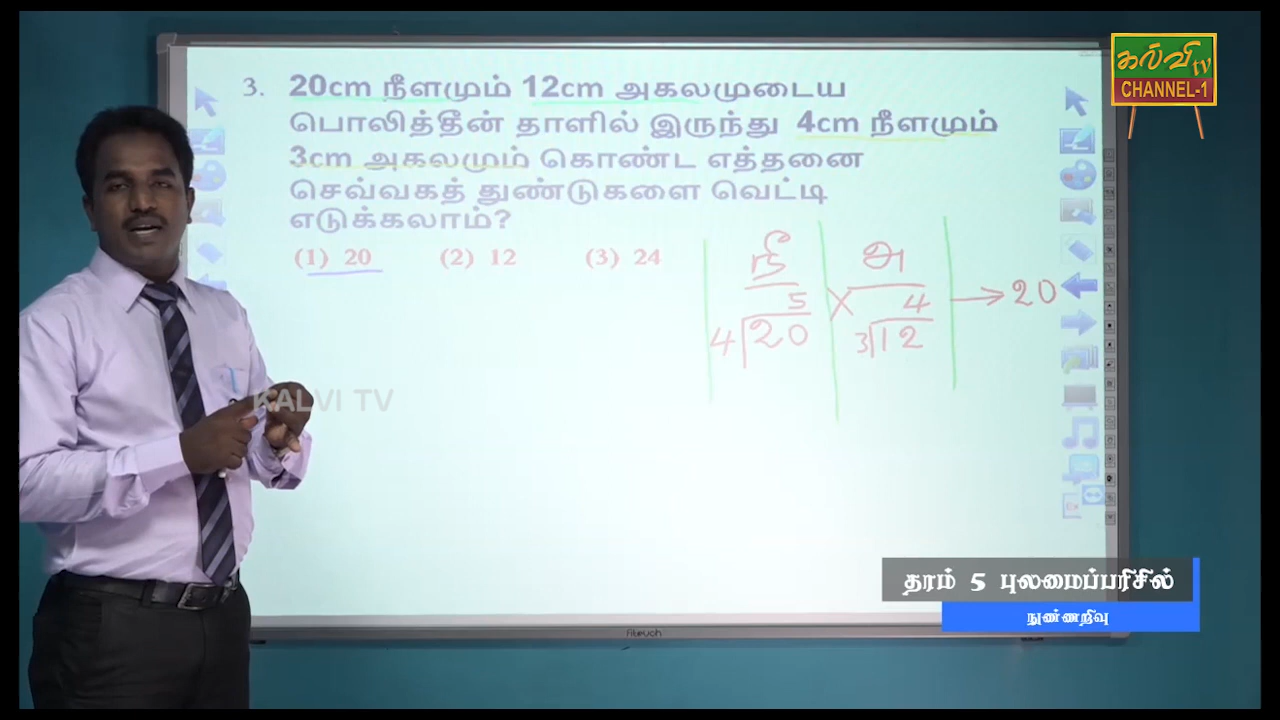 கல்வி tv
CHANNEL-1
3. 20cm நீளமும் 12cm அகலமுடைய
பொலித்தீன் தாளில் இருந்து 4cm நீளமும்
3cm அகலமும் கொண்ட எத்தனை
செவ்வகத் துண்டுகளை வெட்டி
எடுக்கலாம்?
(1) 20 (2) 12 (3) 24
நீ அ
5 × 4 → 20
4 20 3 12
KALVI TV
தரம் 5 புலமைப்பரிசில்
நுண்ணறிவு